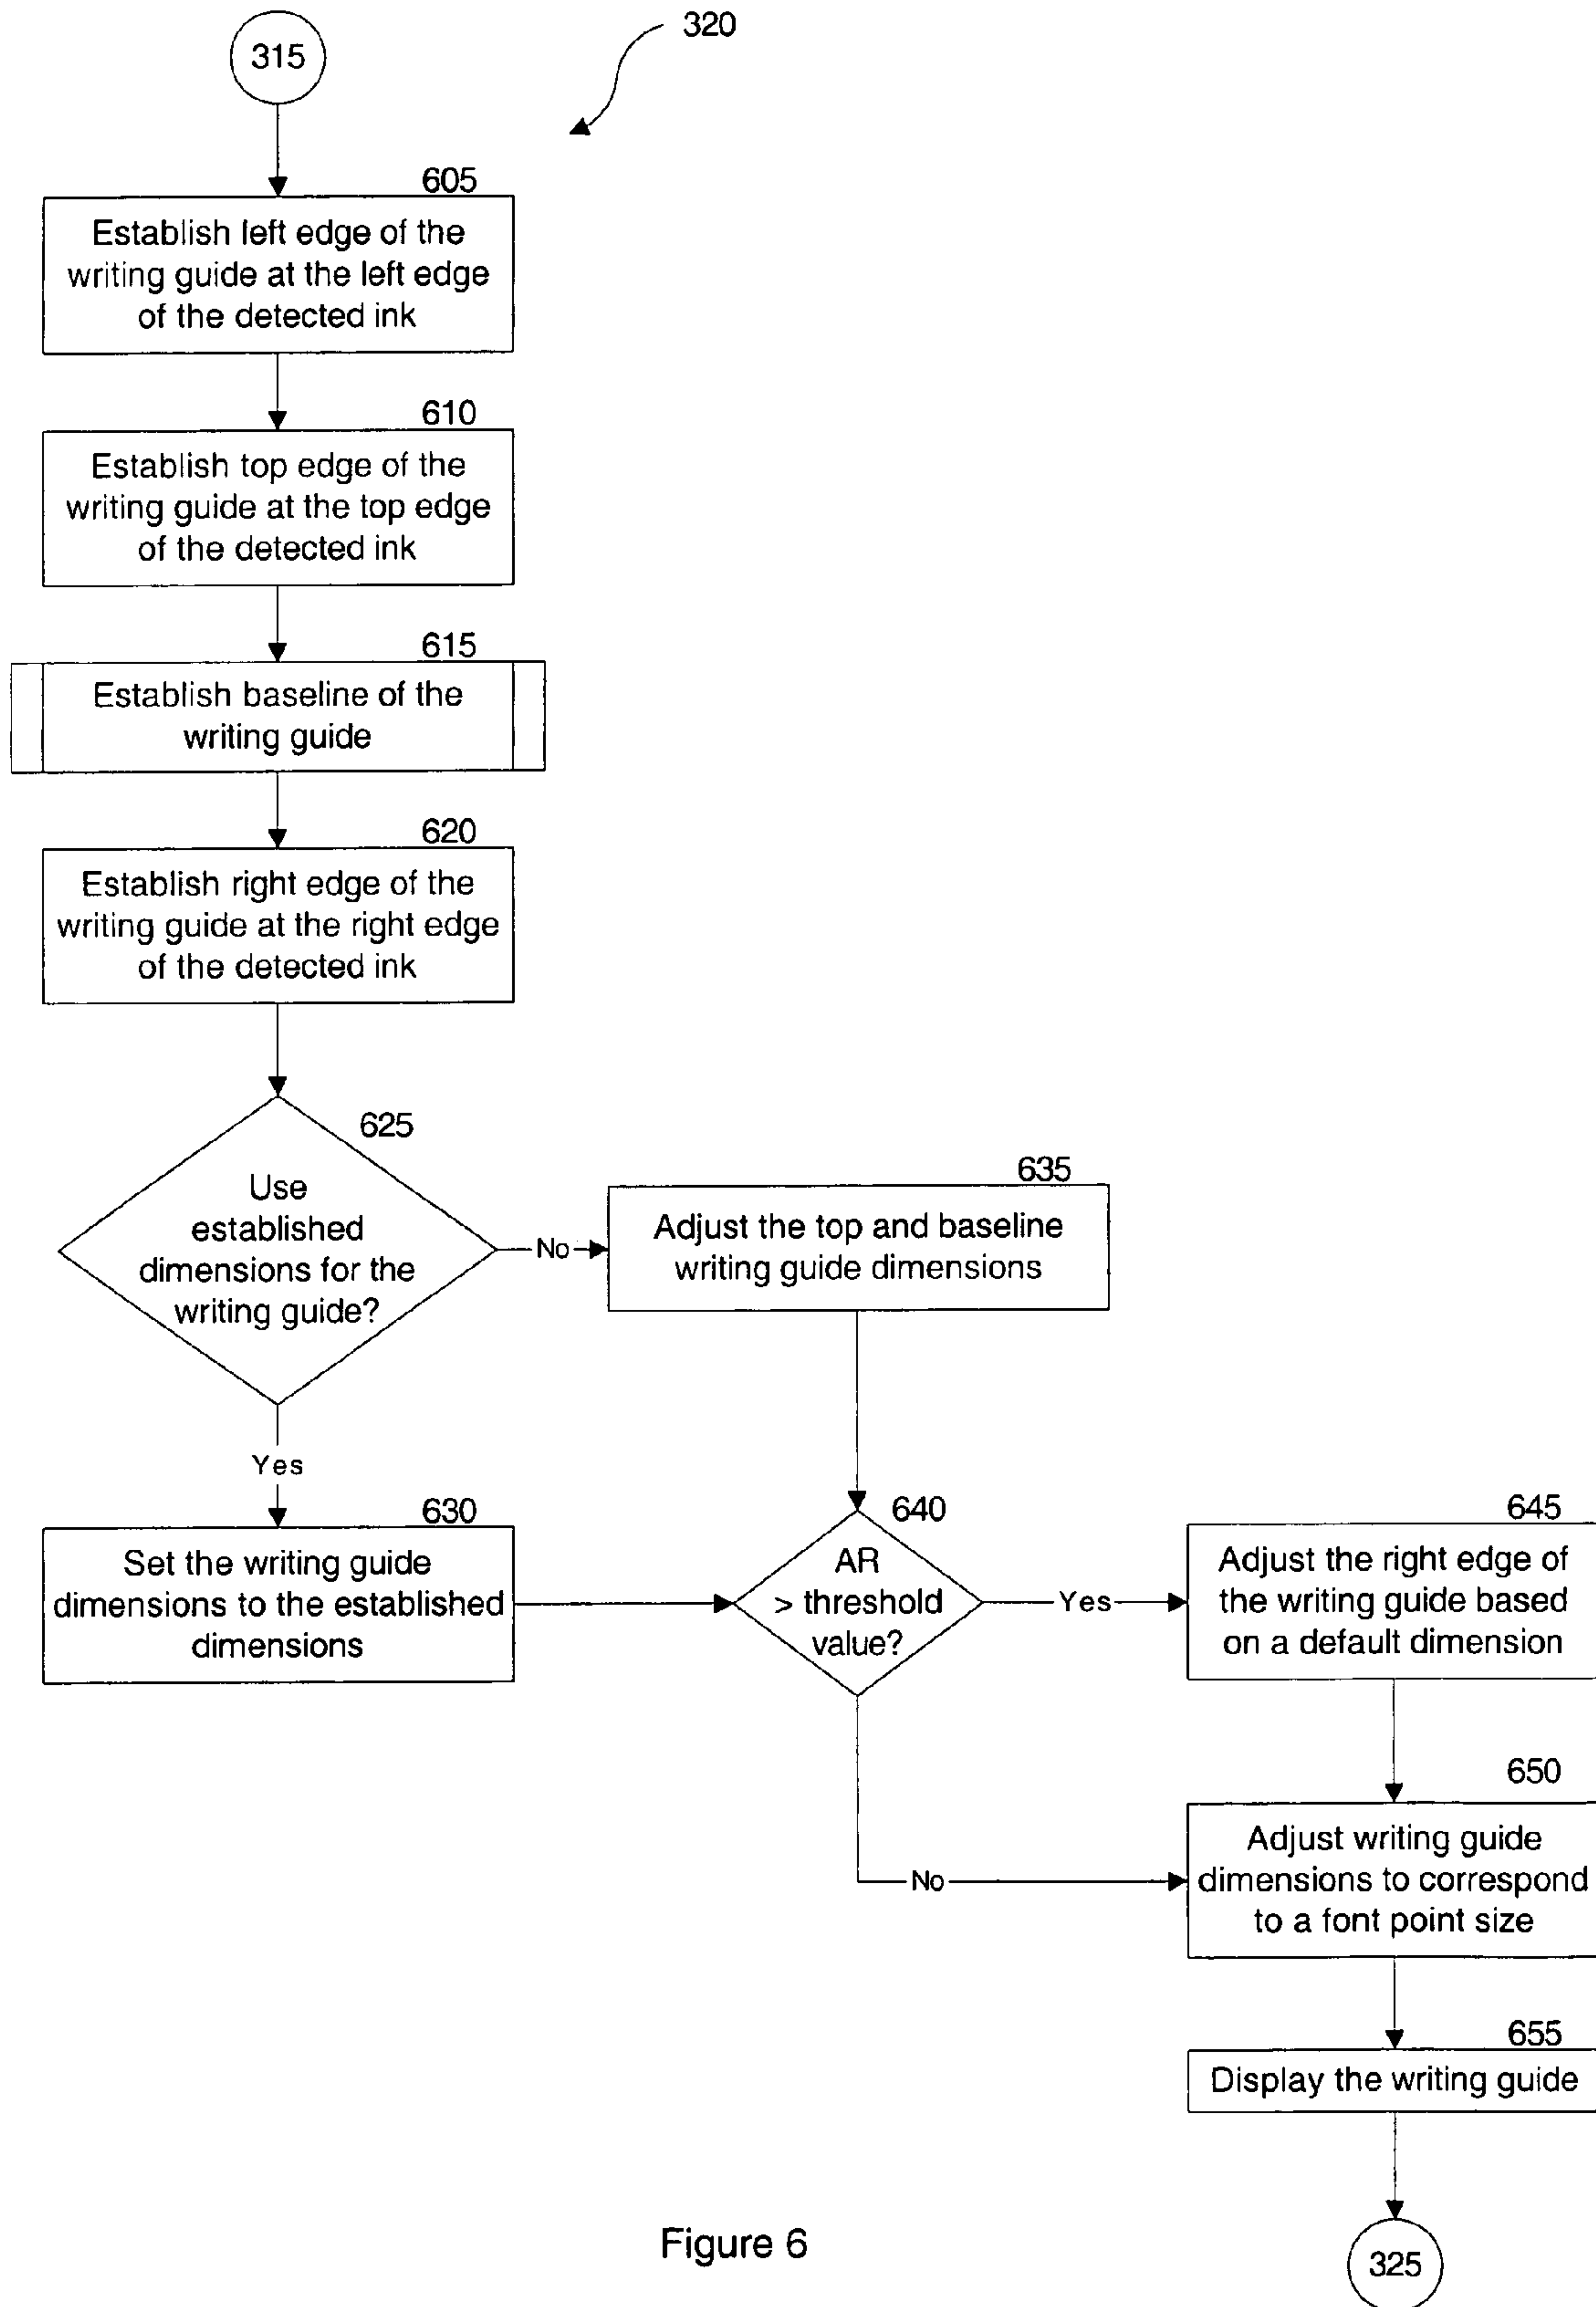 320
315
605
Establish left edge of the
writing guide at the left edge
of the detected ink
610
Establish top edge of the
writing guide at the top edge
of the detected ink
615
Establish baseline of the
writing guide
620
Establish right edge of the
writing guide at the right edge
of the detected ink
625
Use
established
dimensions for the
writing guide?
No
635
Adjust the top and baseline
writing guide dimensions
Yes
630
Set the writing guide
dimensions to the established
dimensions
640
AR
> threshold
value?
Yes
645
Adjust the right edge of
the writing guide based
on a default dimension
No
650
Adjust writing guide
dimensions to correspond
to a font point size
655
Display the writing guide
325
Figure 6